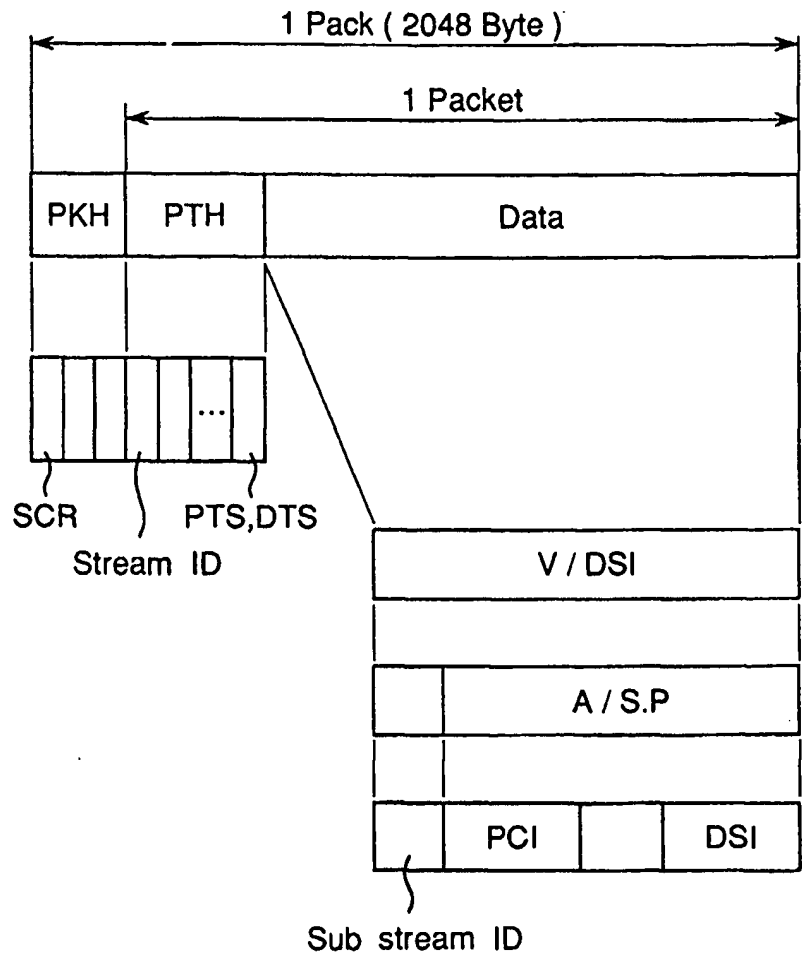 1 Pack ( 2048 Byte )
1 Packet
PKH PTH Data
...
SCR PTS,DTS
Stream ID
V / DSI
A / S.P
PCI DSI
Sub stream ID